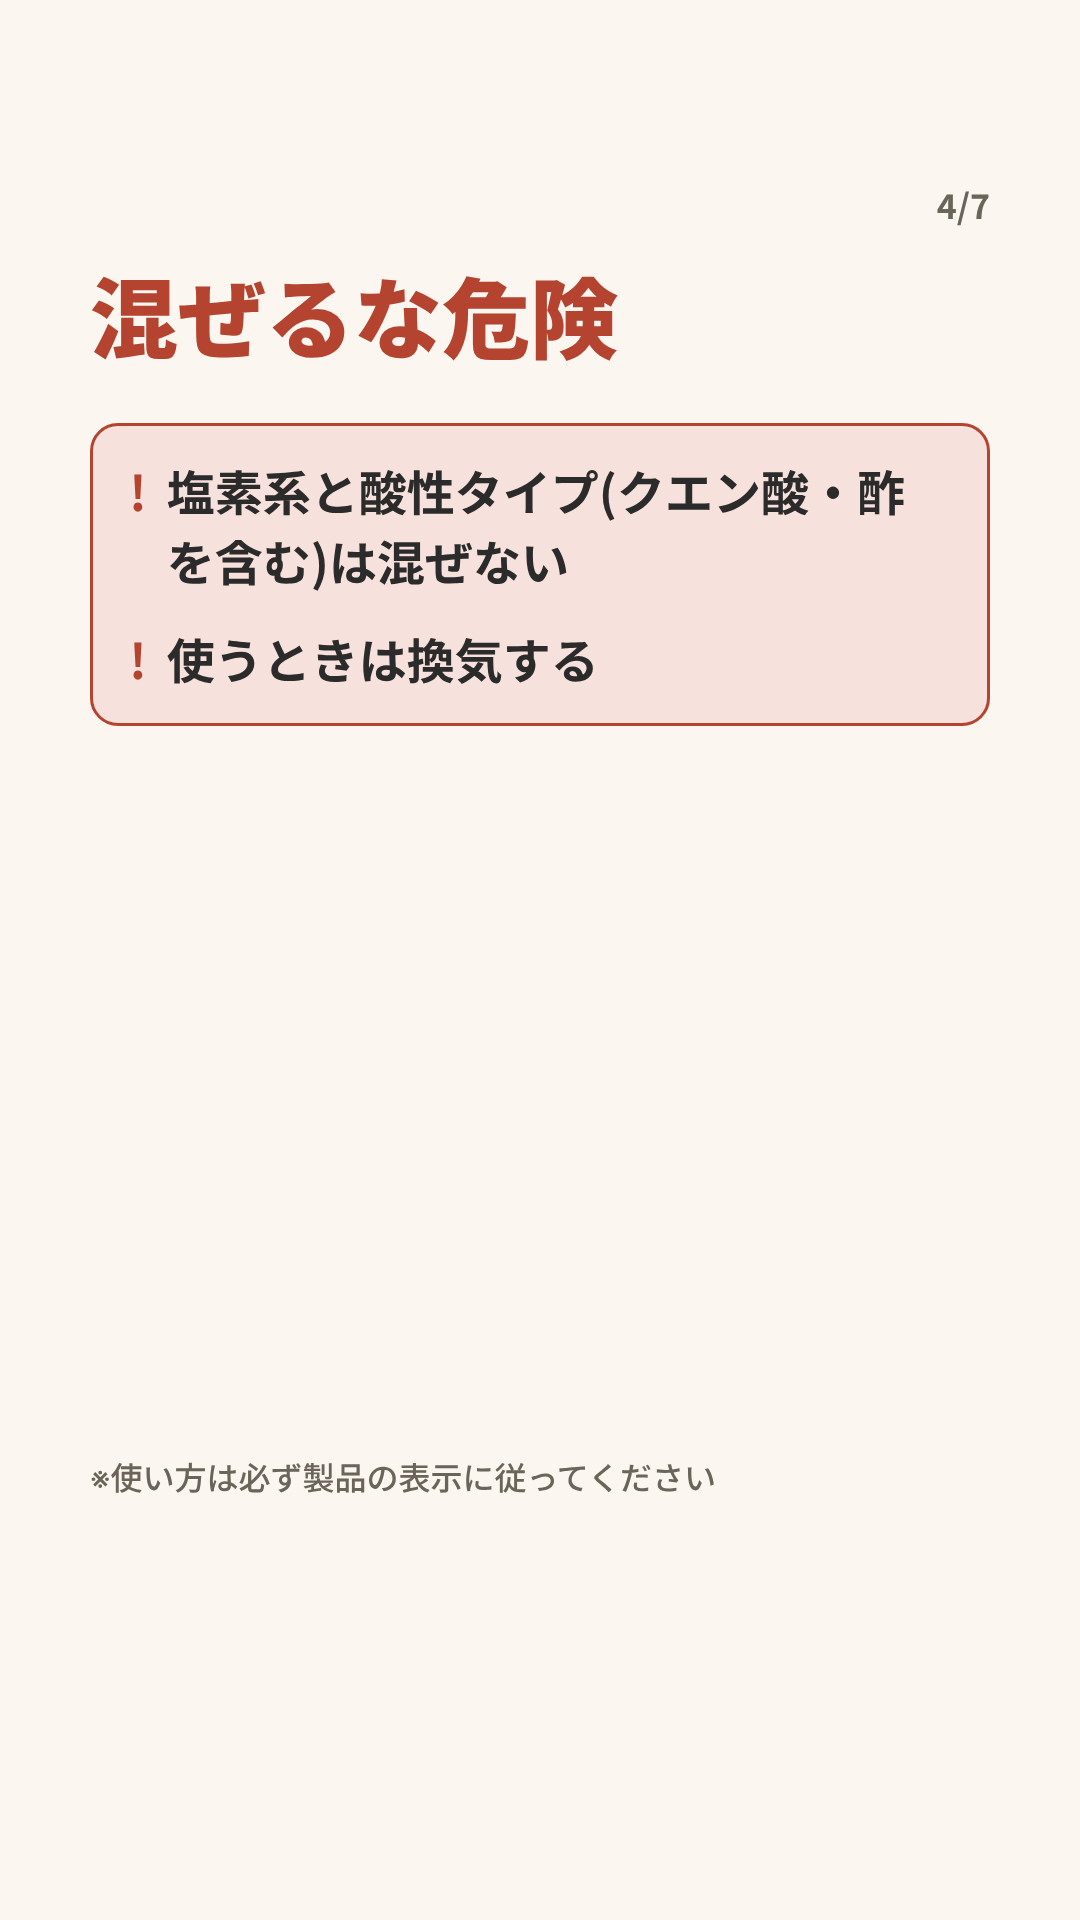 4/7
混ぜるな危険
! 塩素系と酸性タイプ(クエン酸・酢
を含む)は混ぜない
! 使うときは換気する
※使い方は必ず製品の表示に従ってください